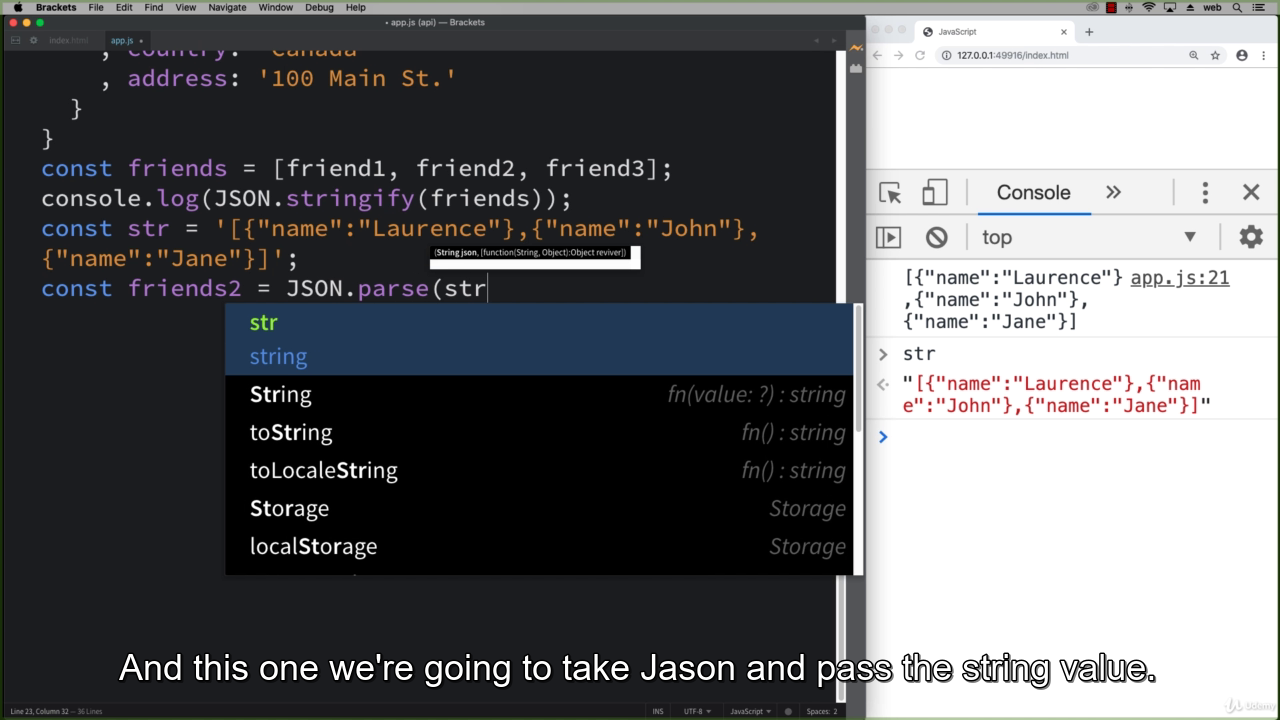 Brackets File Edit Find View Navigate Window Debug Help web
• app.js (api) — Brackets
index.html app.js •
, country: 'Canada'
, address: '100 Main St.'
}
}
const friends = [friend1, friend2, friend3];
console.log(JSON.stringify(friends));
const str = '[{"name":"Laurence"},{"name":"John"},
{"name":"Jane"}]';
(String json, [function(String, Object):Object reviver])
const friends2 = JSON.parse(str
str
string
String fn(value: ?) : string
toString fn() : string
toLocaleString fn() : string
Storage Storage
localStorage Storage
JavaScript
127.0.0.1:49916/index.html
Console
top
[{"name":"Laurence"} app.js:21
,{"name":"John"},
{"name":"Jane"}]
str
"[{"name":"Laurence"},{"nam
e":"John"},{"name":"Jane"}]"
And this one we're going to take Jason and pass the string value.
Line 23, Column 32 — 36 Lines INS UTF-8 JavaScript Spaces: 2
Udemy